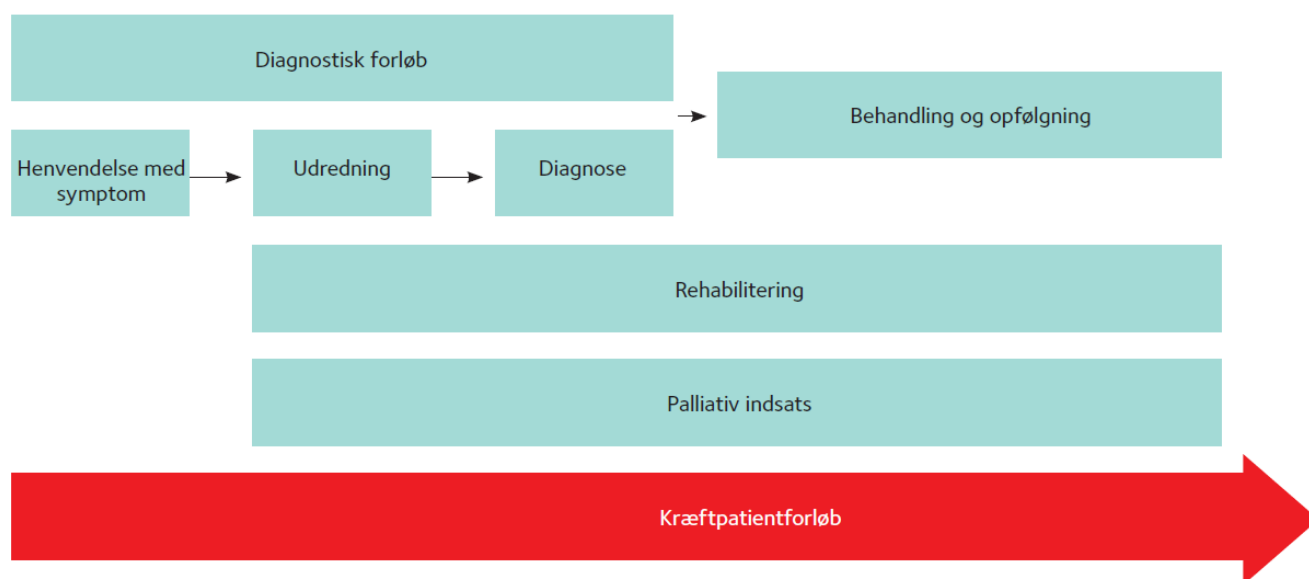 Diagnostisk forløb
Behandling og opfølgning
Henvendelse med
symptom
Udredning
Diagnose
Rehabilitering
Palliativ indsats
Kræftpatientforløb